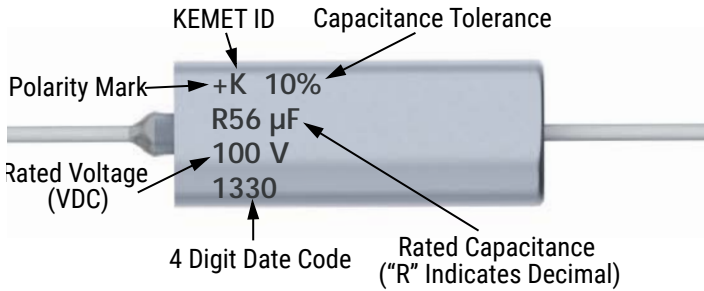 KEMET ID
Capacitance Tolerance
Polarity Mark
+K 10%
R56 µF
100 V
1330
Rated Voltage
(VDC)
4 Digit Date Code
Rated Capacitance
("R" Indicates Decimal)